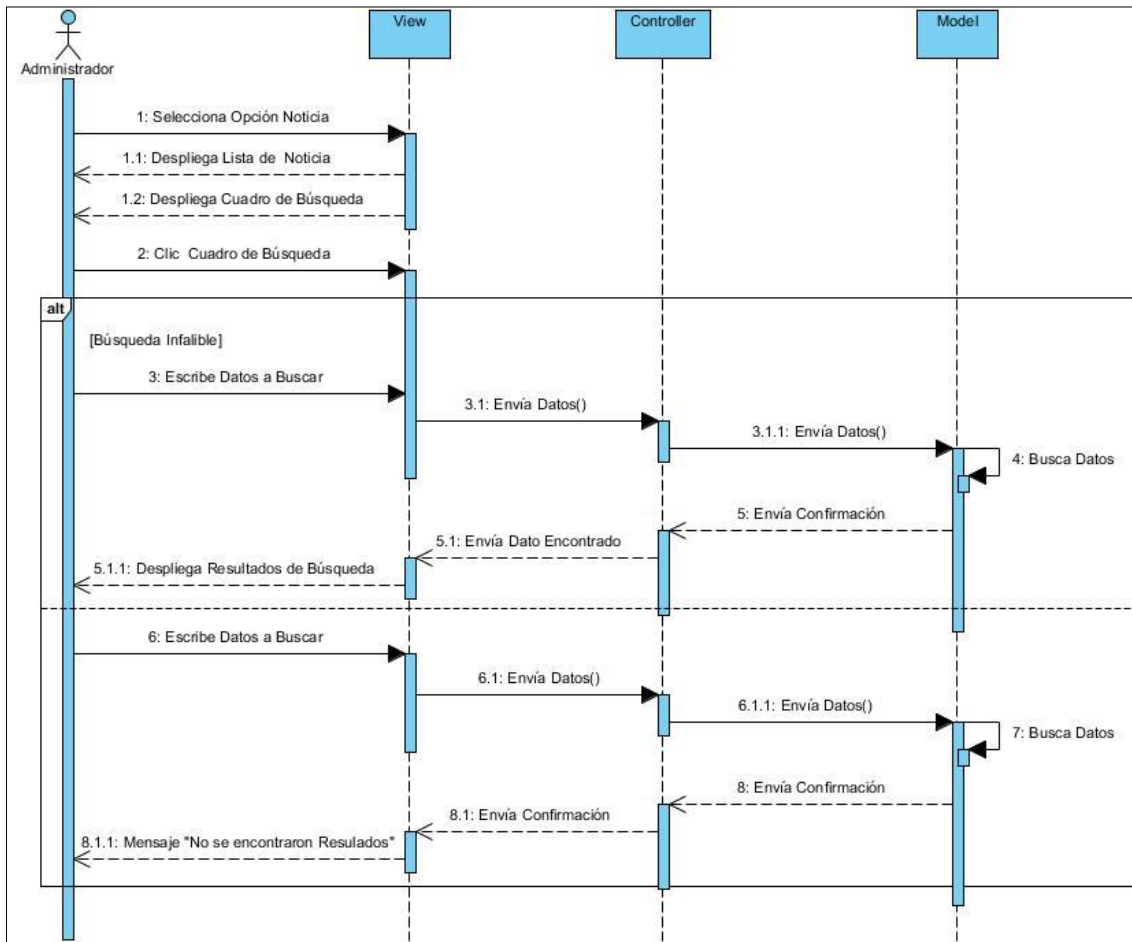 View
Controller
Model
Administrador
1: Selecciona Opción Noticia
1.1: Despliega Lista de Noticia
1.2: Despliega Cuadro de Búsqueda
2: Clic Cuadro de Búsqueda
alt
[Búsqueda Infalible]
3: Escribe Datos a Buscar
3.1: Envía Datos()
3.1.1: Envía Datos()
4: Busca Datos
5: Envía Confirmación
5.1: Envía Dato Encontrado
5.1.1: Despliega Resultados de Búsqueda
6: Escribe Datos a Buscar
6.1: Envía Datos()
6.1.1: Envía Datos()
7: Busca Datos
8: Envía Confirmación
8.1: Envía Confirmación
8.1.1: Mensaje "No se encontraron Resulados"